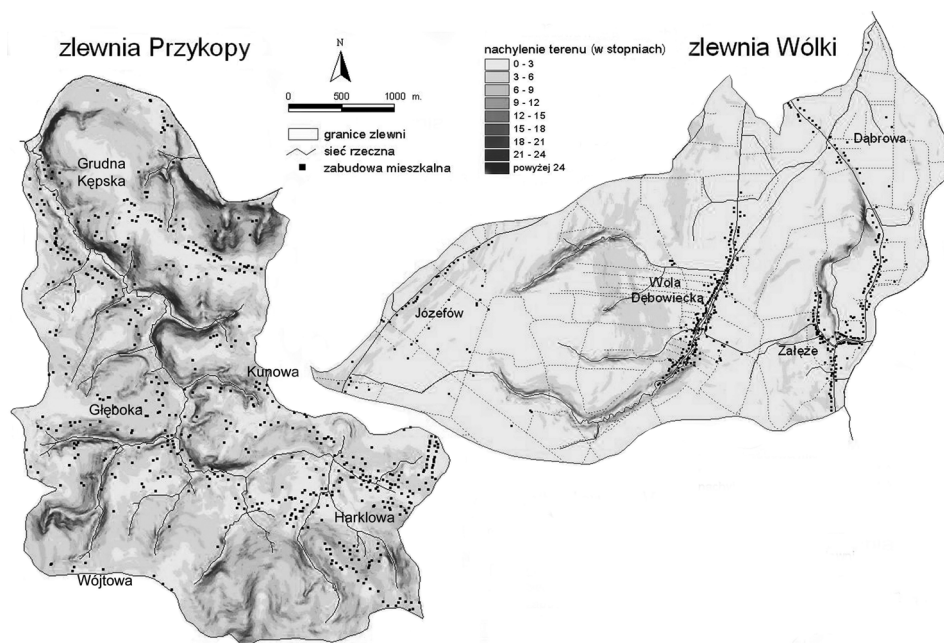 zlewnia Przykopy
N
0 500 1000 m.
granice zlewni
sieć rzeczna
zabudowa mieszkalna
nachylenie terenu (w stopniach)
0 - 3
3 - 6
6 - 9
9 - 12
12 - 15
15 - 18
18 - 21
21 - 24
powyżej 24
zlewnia Wólki
Grudna
Kępska
Kunowa
Głęboka
Harklowa
Wójtowa
Dąbrowa
Wola
Dębowiecka
Józefów
Załęże